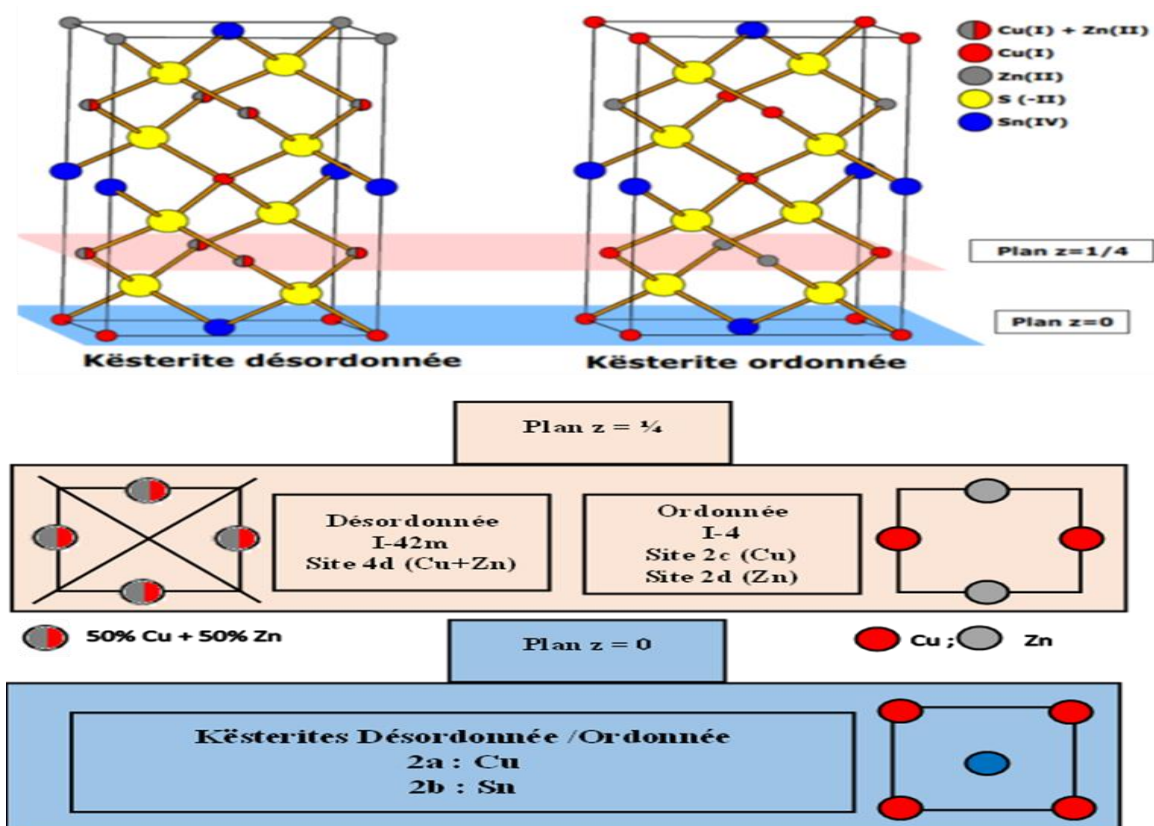 Cu(I) + Zn(II)
Cu(I)
Zn(II)
S (-II)
Sn(IV)
Plan z=1/4
Plan z=0
Kësterite désordonnée
Kësterite ordonnée
Plan z = ¼
Désordonnée
I-42m
Site 4d (Cu+Zn)
Ordonnée
I-4
Site 2c (Cu)
Site 2d (Zn)
50% Cu + 50% Zn
Cu ; Zn
Plan z = 0
Kësterites Désordonnée /Ordonnée
2a : Cu
2b : Sn